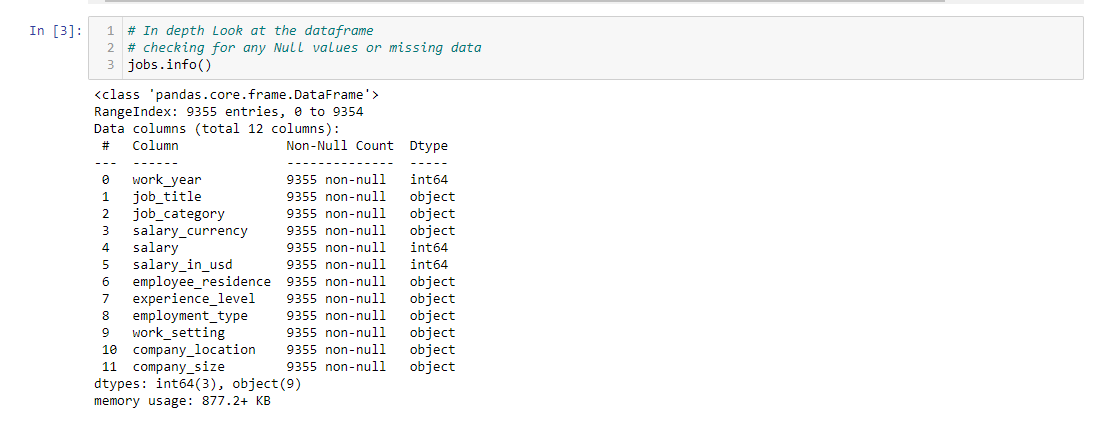 In [3]:
1 # In depth Look at the dataframe
2 # checking for any Null values or missing data
3 jobs.info()
<class 'pandas.core.frame.DataFrame'>
RangeIndex: 9355 entries, 0 to 9354
Data columns (total 12 columns):
 #   Column              Non-Null Count  Dtype
---  ------              --------------  -----
 0   work_year           9355 non-null   int64
 1   job_title           9355 non-null   object
 2   job_category        9355 non-null   object
 3   salary_currency     9355 non-null   object
 4   salary              9355 non-null   int64
 5   salary_in_usd       9355 non-null   int64
 6   employee_residence  9355 non-null   object
 7   experience_level    9355 non-null   object
 8   employment_type     9355 non-null   object
 9   work_setting        9355 non-null   object
 10  company_location    9355 non-null   object
 11  company_size        9355 non-null   object
dtypes: int64(3), object(9)
memory usage: 877.2+ KB